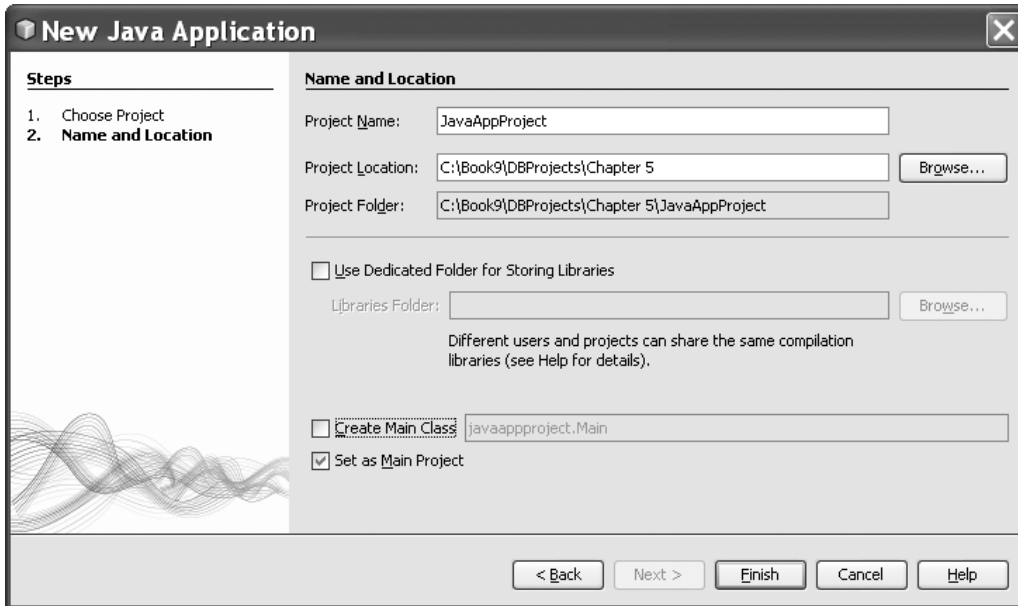 New Java Application
Steps
1. Choose Project
2. Name and Location
Name and Location
Project Name: JavaAppProject
Project Location: C:\Book9\DBProjects\Chapter 5 Browse...
Project Folder: C:\Book9\DBProjects\Chapter 5\JavaAppProject
Use Dedicated Folder for Storing Libraries
Libraries Folder: Browse...
Different users and projects can share the same compilation
libraries (see Help for details).
Create Main Class javaappproject.Main
Set as Main Project
< Back Next > Finish Cancel Help